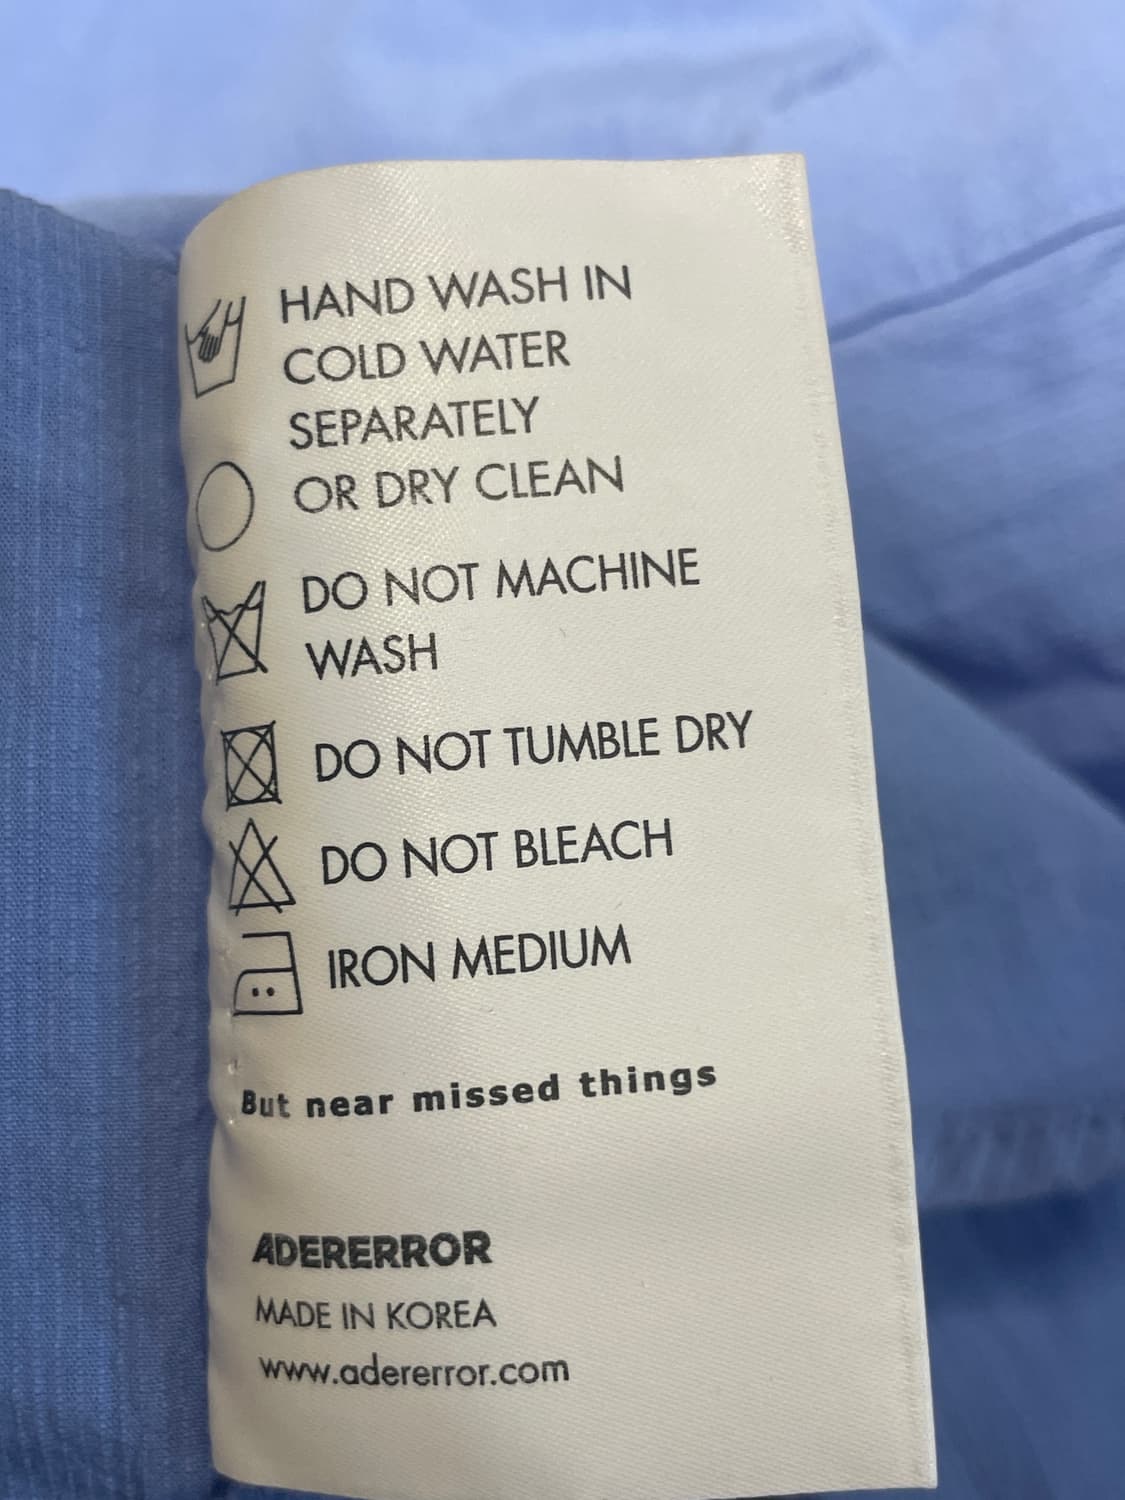 HAND WASH IN
COLD WATER
SEPARATELY
OR DRY CLEAN
DO NOT MACHINE
WASH
DO NOT TUMBLE DRY
DO NOT BLEACH
IRON MEDIUM
But near missed things
ADERERROR
MADE IN KOREA
www.adererror.com